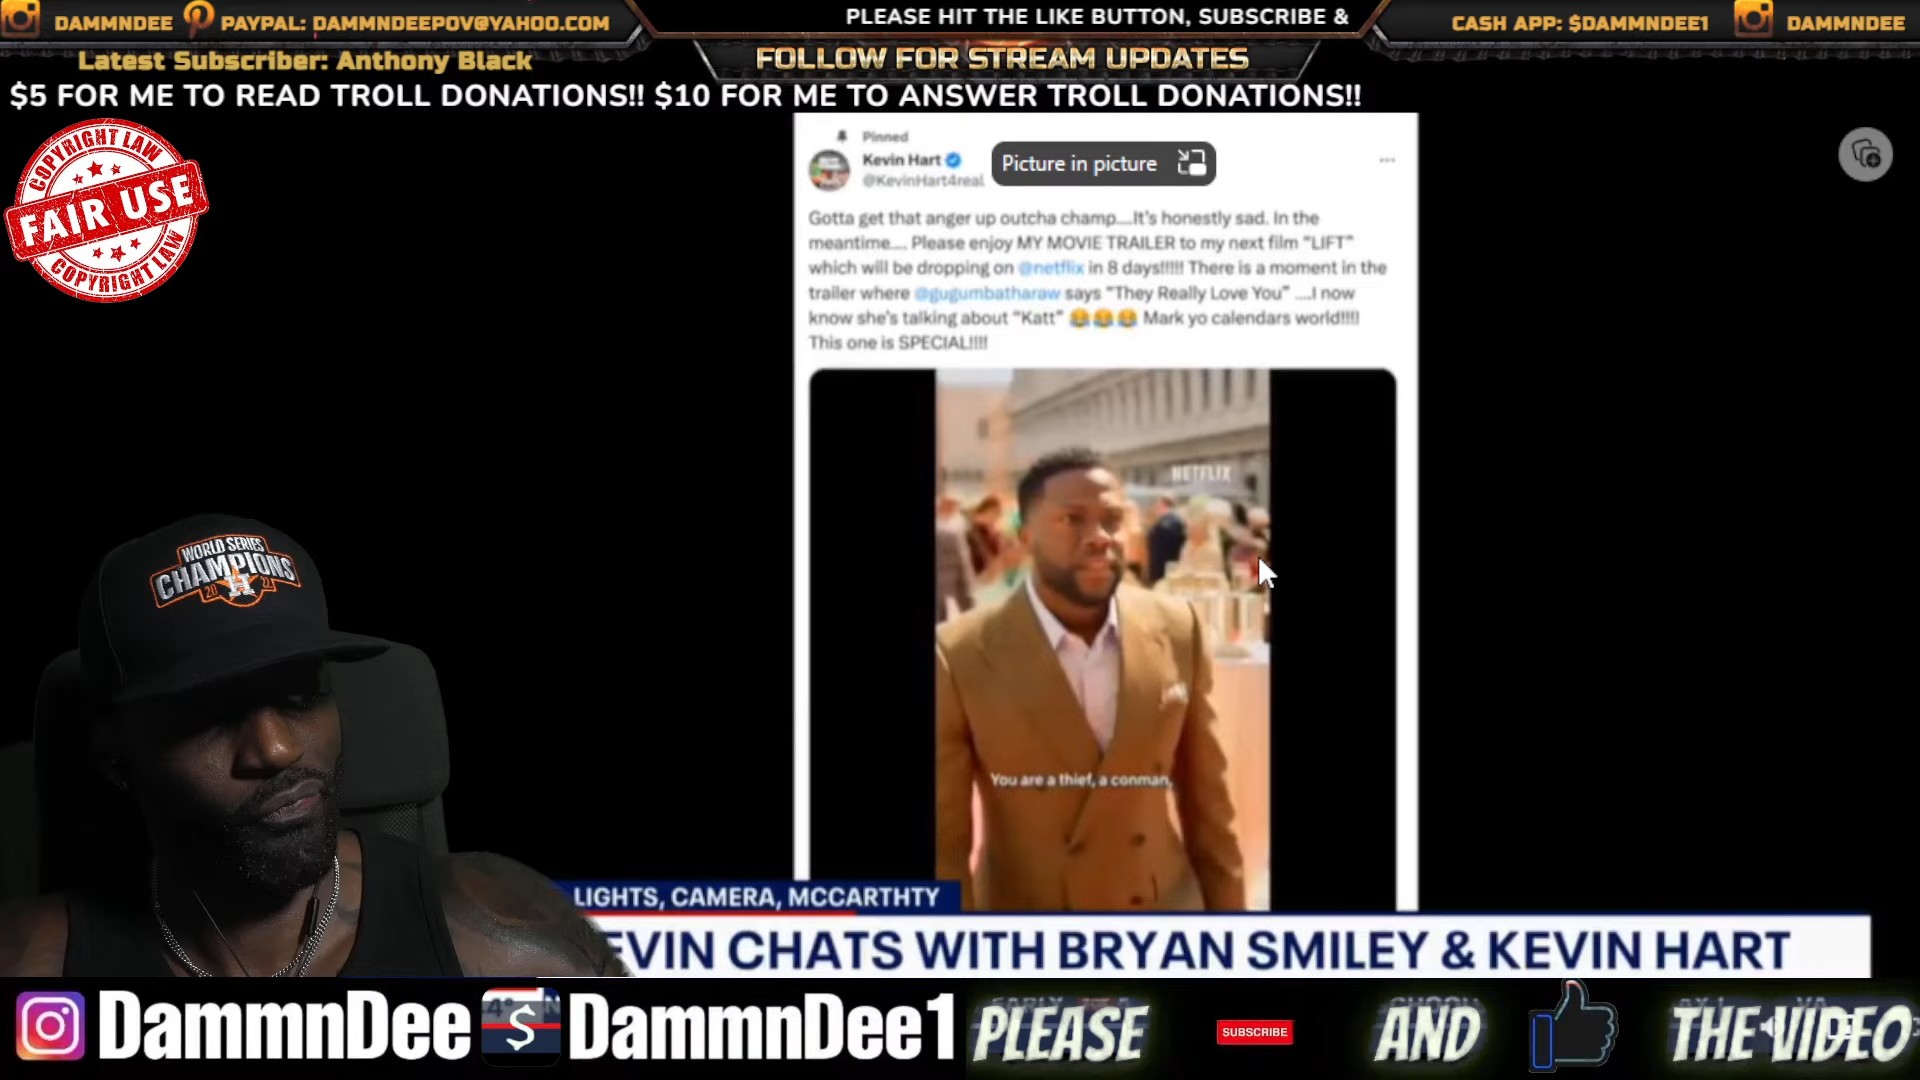 DAMMNDEE PAYPAL: DAMMNDEEPOV@YAHOO.COM
PLEASE HIT THE LIKE BUTTON, SUBSCRIBE &
CASH APP: $DAMMNDEE1 DAMMNDEE
Latest Subscriber: Anthony Black
FOLLOW FOR STREAM UPDATES
$5 FOR ME TO READ TROLL DONATIONS!! $10 FOR ME TO ANSWER TROLL DONATIONS!!
COPYRIGHT LAW
FAIR USE
COPYRIGHT LAW
Pinned
Kevin Hart
@KevinHart4real
Picture in picture
Gotta get that anger up outcha champ....It's honestly sad. In the
meantime.... Please enjoy MY MOVIE TRAILER to my next film "LIFT"
which will be dropping on @netflix in 8 days!!!!! There is a moment in the
trailer where @gugumbatharaw says "They Really Love You" ....I now
know she's talking about "Katt" 😂😂😂 Mark yo calendars world!!!!
This one is SPECIAL!!!!
NETFLIX
WORLD SERIES
CHAMPIONS
20 H 22
You are a thief, a conman,
LIGHTS, CAMERA, MCCARTHTY
EVIN CHATS WITH BRYAN SMILEY & KEVIN HART
DammnDee $ DammnDee1 PLEASE SUBSCRIBE AND THE VIDEO